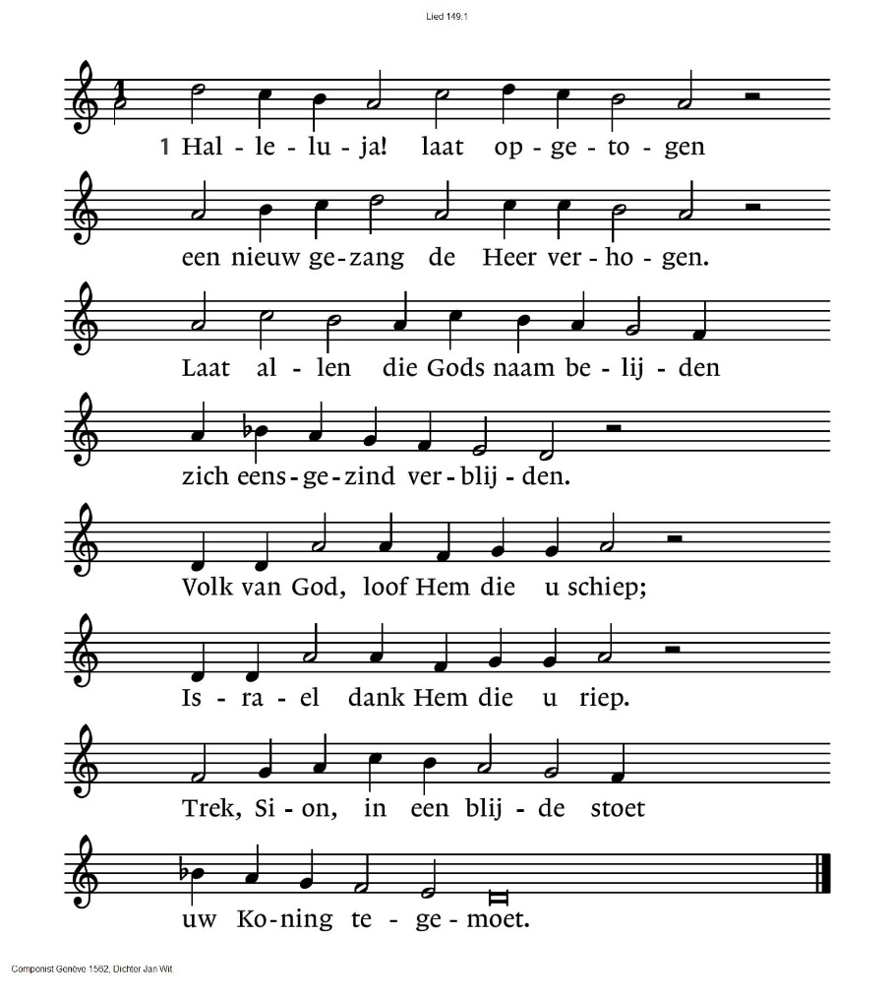 Lied 149:1
1
1 Hal - le - lu - ja! laat op - ge - to - gen
een nieuw ge - zang de Heer ver - ho - gen.
Laat al - len die Gods naam be - lij - den
zich eens - ge - zind ver - blij - den.
Volk van God, loof Hem die u schiep;
Is - ra - el dank Hem die u riep.
Trek, Si - on, in een blij - de stoet
uw Ko - ning te - ge - moet.
Componist Genève 1562, Dichter Jan Wit